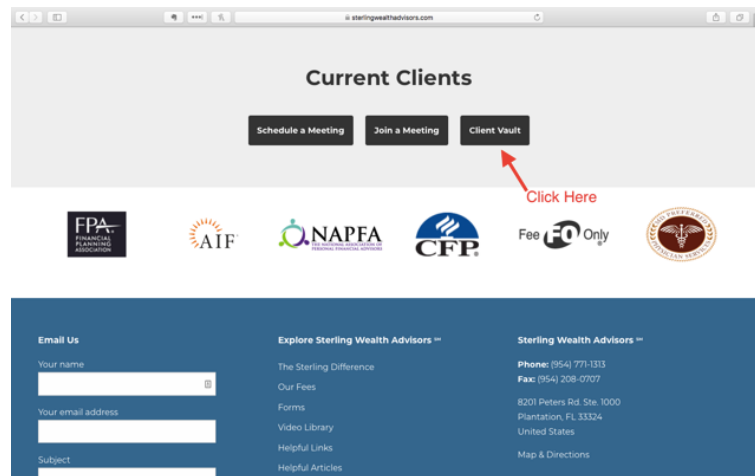 sterlingwealthadvisors.com
Current Clients
Schedule a Meeting
Join a Meeting
Client Vault
Click Here
FPA
FINANCIAL
PLANNING
ASSOCIATION
AIF
NAPFA
THE NATIONAL ASSOCIATION OF
PERSONAL FINANCIAL ADVISORS
CFP
Fee FO Only
PREFERRED
PHYSICIAN SERVICES
Email Us
Your name
Your email address
Subject
Explore Sterling Wealth Advisors SM
The Sterling Difference
Our Fees
Forms
Video Library
Helpful Links
Helpful Articles
Sterling Wealth Advisors SM
Phone: (954) 771-1313
Fax: (954) 208-0707
8201 Peters Rd. Ste. 1000
Plantation, FL 33324
United States
Map & Directions